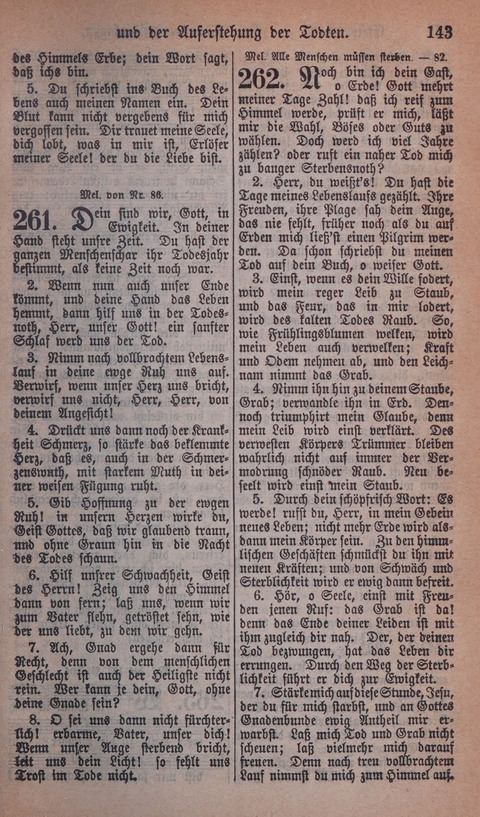 und der Auferstehung der Todten. 143
des Himmels Erbe; dein Wort sagt,
daß ichs bin.
5. Du schriebst ins Buch des Le-
bens auch meinen Namen ein. Dein
Blut kann nicht vergebens für mich
vergossen sein. Dir trauet meine Seele,
dich lobt, was in mir ist, Erlöser
meiner Seele! der du die Liebe bist.
Mel. von Nr. 86.
261. Dein sind wir, Gott, in
Ewigkeit. In deiner
Hand steht unsre Zeit. Du hast der
ganzen Menschenschar ihr Todesjahr
bestimmt, als keine Zeit noch war.
2. Wenn nun auch unser Ende
kömmt, und deine Hand das Leben
hemmt, dann hilf uns in der Todes-
noth, Herr, unser Gott! ein sanfter
Schlaf werd uns der Tod.
3. Nimm nach vollbrachtem Lebens-
lauf in deine ewge Ruh uns auf.
Verwirf, wenn unser Herz uns bricht,
verwirf uns nicht, Herr, Herr, von
deinem Angesicht!
4. Drückt uns dann noch der Krank-
heit Schmerz, so stärke das beklemmte
Herz, daß es, auch in der Schmer-
zenswuth, mit starkem Muth in dei-
ner weisen Fügung ruht.
5. Gib Hoffnung zu der ewgen
Ruh! in unsern Herzen wirke du,
Geist Gottes, daß wir glaubend traun,
und ohne Graun hin in die Nacht
des Todes schaun.
6. Hilf unsrer Schwachheit, Geist
des Herrn! Zeig uns den Himmel
dann von fern; laß uns, wenn wir
zum Vater flehn, getröstet sehn, wie
der uns liebt, zu dem wir gehn.
7. Ach, Gnad ergehe dann für
Recht, denn von dem menschlichen
Geschlecht ist auch der Heiligste nicht
rein. Wer kann je dein, Gott, ohne
deine Gnade sein?
8. O sei uns dann nicht fürchter-
lich! erbarme, Vater, unser dich!
Wenn unser Auge sterbend bricht,
leit uns dein Licht! so fehlt uns
Trost im Tode nicht.
Mel. Alle Menschen müssen sterben. — 82.
262. Noch bin ich dein Gast,
o Erde! Gott mehrt
meiner Tage Zahl! daß ich reif zum
Himmel werde, prüft er mich, läßt
mir die Wahl, Böses oder Guts zu
wählen. Doch werd ich viel Jahre
zählen? oder ruft ein naher Tod mich
zu banger Sterbensnoth?
2. Herr, du weißt's! Du hast die
Tage meines Lebenslaufs gezählt. Ihre
Freuden, ihre Plage sah dein Auge,
das nie fehlt, früher noch als du auf
Erden mich ließ'st einen Pilgrim wer-
den. Da schon schriebst du meinen
Tod auf dein Buch, o weiser Gott.
3. Einst, wenn es dein Wille fodert,
wird mein reger Leib zu Staub,
und das Feur, das in mir lodert,
wird des kalten Todes Raub. So,
wie Frühlingsblumen welken, wird
mein Leben auch verwelken; Kraft
und Odem nehmen ab, und den Leich-
nam nimmt das Grab.
4. Nimm ihn hin zu deinem Staube,
Grab; verwandle ihn in Erd. Den-
noch triumphirt mein Glaube, denn
mein Leib wird einst verklärt. Des
verwesten Körpers Trümmer bleiben
wahrlich nicht auf immer der Ver-
modrung schnöder Raub. Neu be-
seelt wird einst mein Staub.
5. Durch dein schöpfrisch Wort: Es
werde! rufst du, Herr, in mein Gebein
neues Leben; nicht mehr Erde wird als-
dann mein Körper sein. Zu den himm-
lischen Geschäften schmückst du ihn mit
neuen Kräften; und von Schwäch und
Sterblichkeit wird er ewig dann befreit.
6. Hör, o Seele, einst mit Freu-
den jenen Ruf: das Grab ist da!
denn das Ende deiner Leiden ist mit
ihm zugleich dir nah. Der, der deinen
Tod bezwungen, hat das Leben dir
errungen. Durch den Weg der Sterb-
lichkeit führt er dich zur Ewigkeit.
7. Stärke mich auf diese Stunde, Jesu,
der du für mich starbst, und an Gottes
Gnadenbunde ewig Antheil mir er-
warbst. Laß mich Tod und Grab nicht
scheuen; laß vielmehr mich darauf
freuen. Denn nach treu vollbrachtem
Lauf nimmst du mich zum Himmel auf.